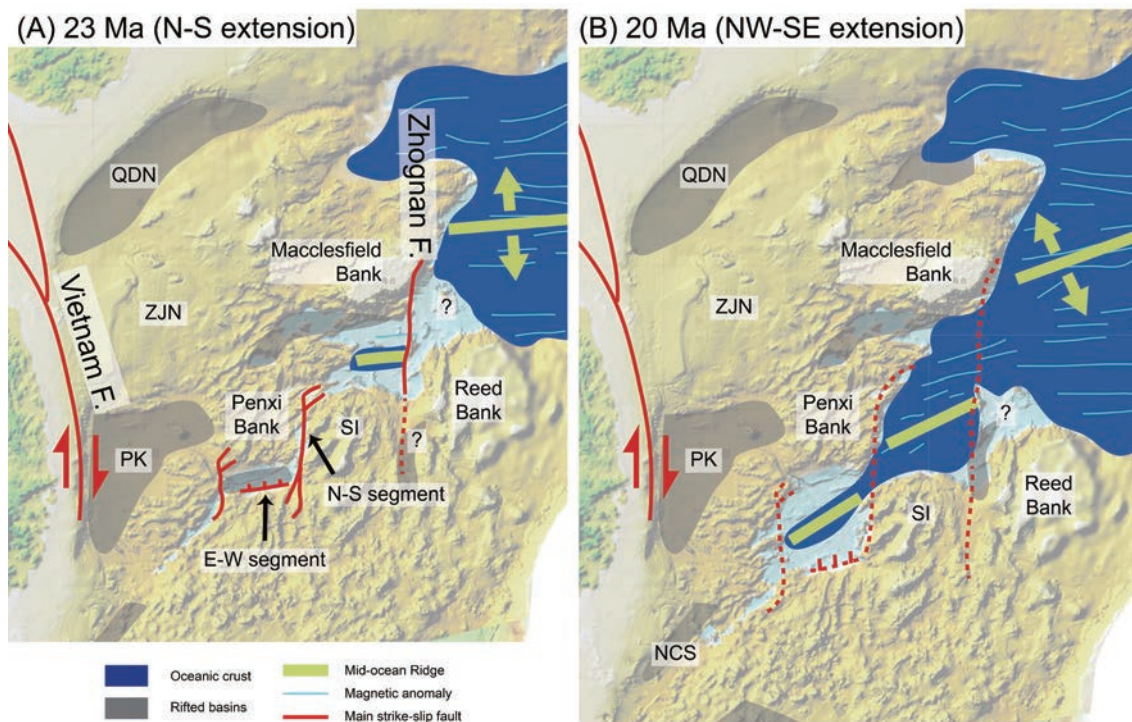 (A) 23 Ma (N-S extension)
QDN
Zhognan F.
Macclesfield
Bank
Vietnam F.
ZJN
?
Penxi
Bank
SI
Reed
Bank
?
PK
N-S segment
E-W segment
Oceanic crust
Rifted basins
Mid-ocean Ridge
Magnetic anomaly
Main strike-slip fault
(B) 20 Ma (NW-SE extension)
QDN
Macclesfield
Bank
ZJN
Penxi
Bank
?
PK
SI
Reed
Bank
NCS